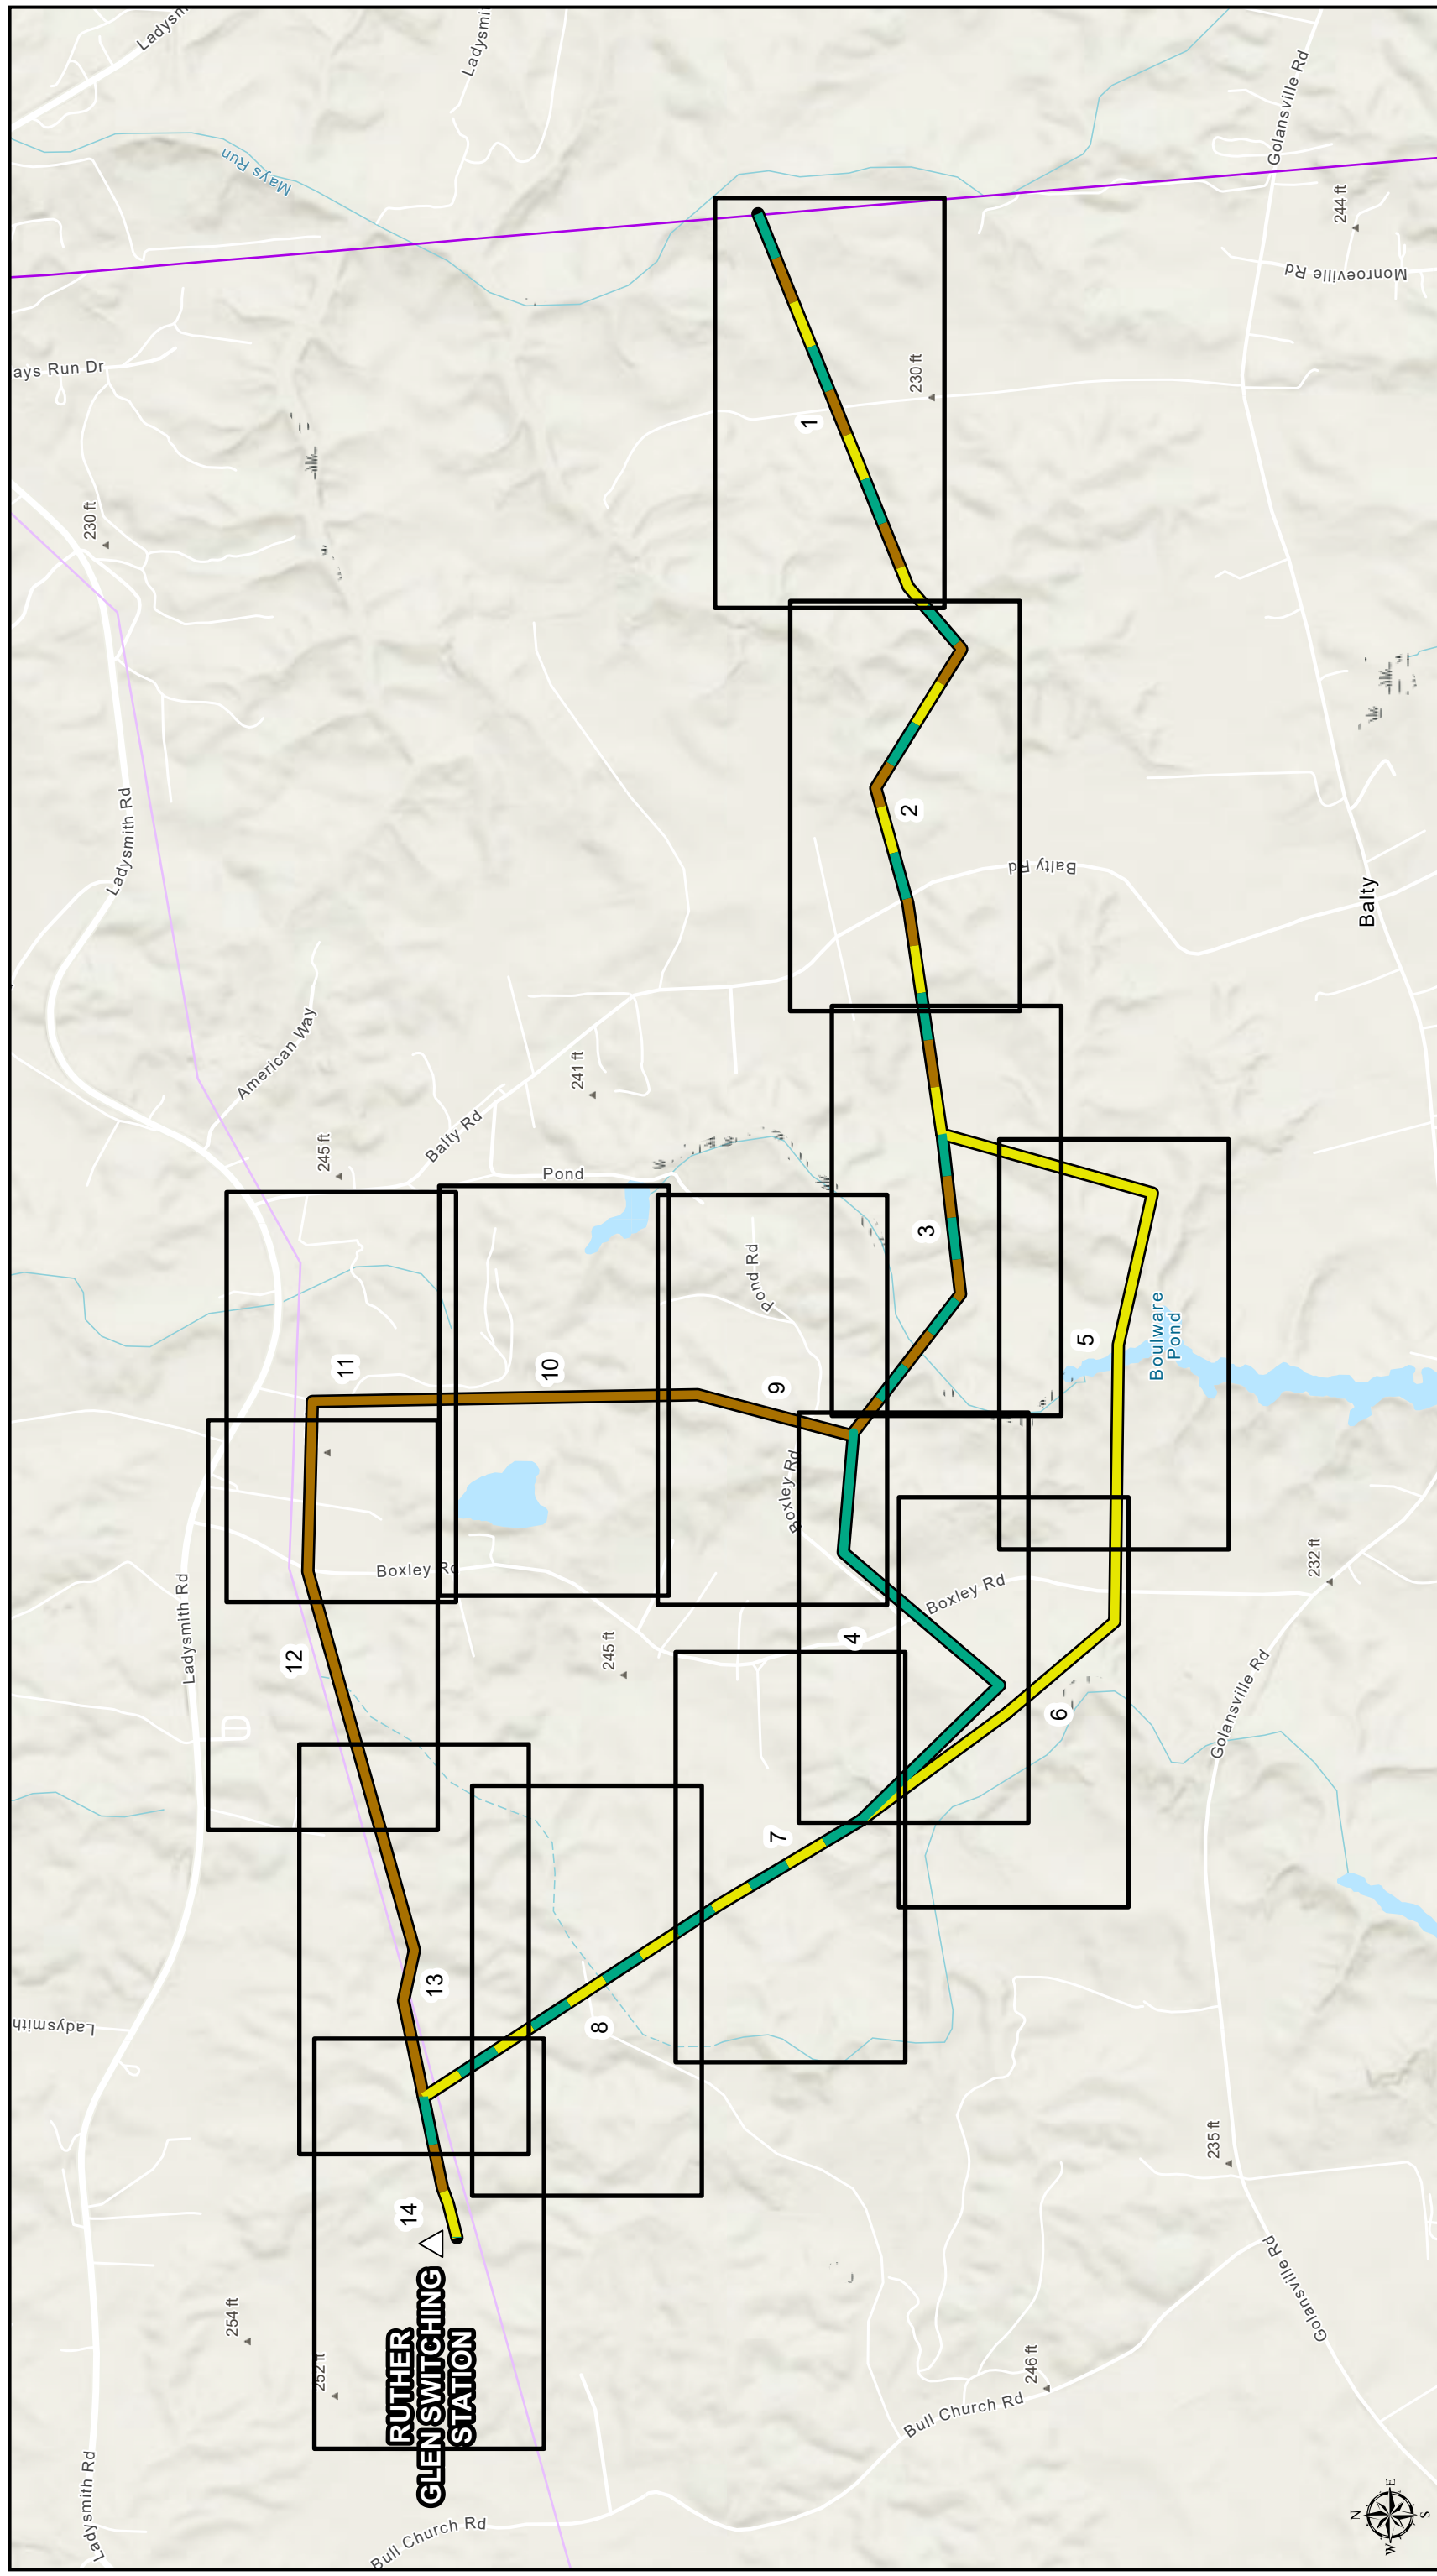 Ladysm
Ladysmi
Mays Run
Golansville Rd
244 ft
Monroeville Rd
ays Run Dr
230 ft
1
230 ft
Ladysmith Rd
2
Balty Rd
Balty
American Way
241 ft
Balty Rd
245 ft
Pond
3
Pond Rd
Boulware
Pond
5
11
10
9
Boxley Rd
Boxley Rd
Boxley Rd
232 ft
Ladysmith Rd
12
245 ft
4
6
Golansville Rd
7
13
8
Ladysmith
14
RUTHER
GLEN SWITCHING
STATION
235 ft
254 ft
252 ft
Golansville Rd
246 ft
Bull Church Rd
Ladysmith Rd
Bull Church Rd
N
E
S
W